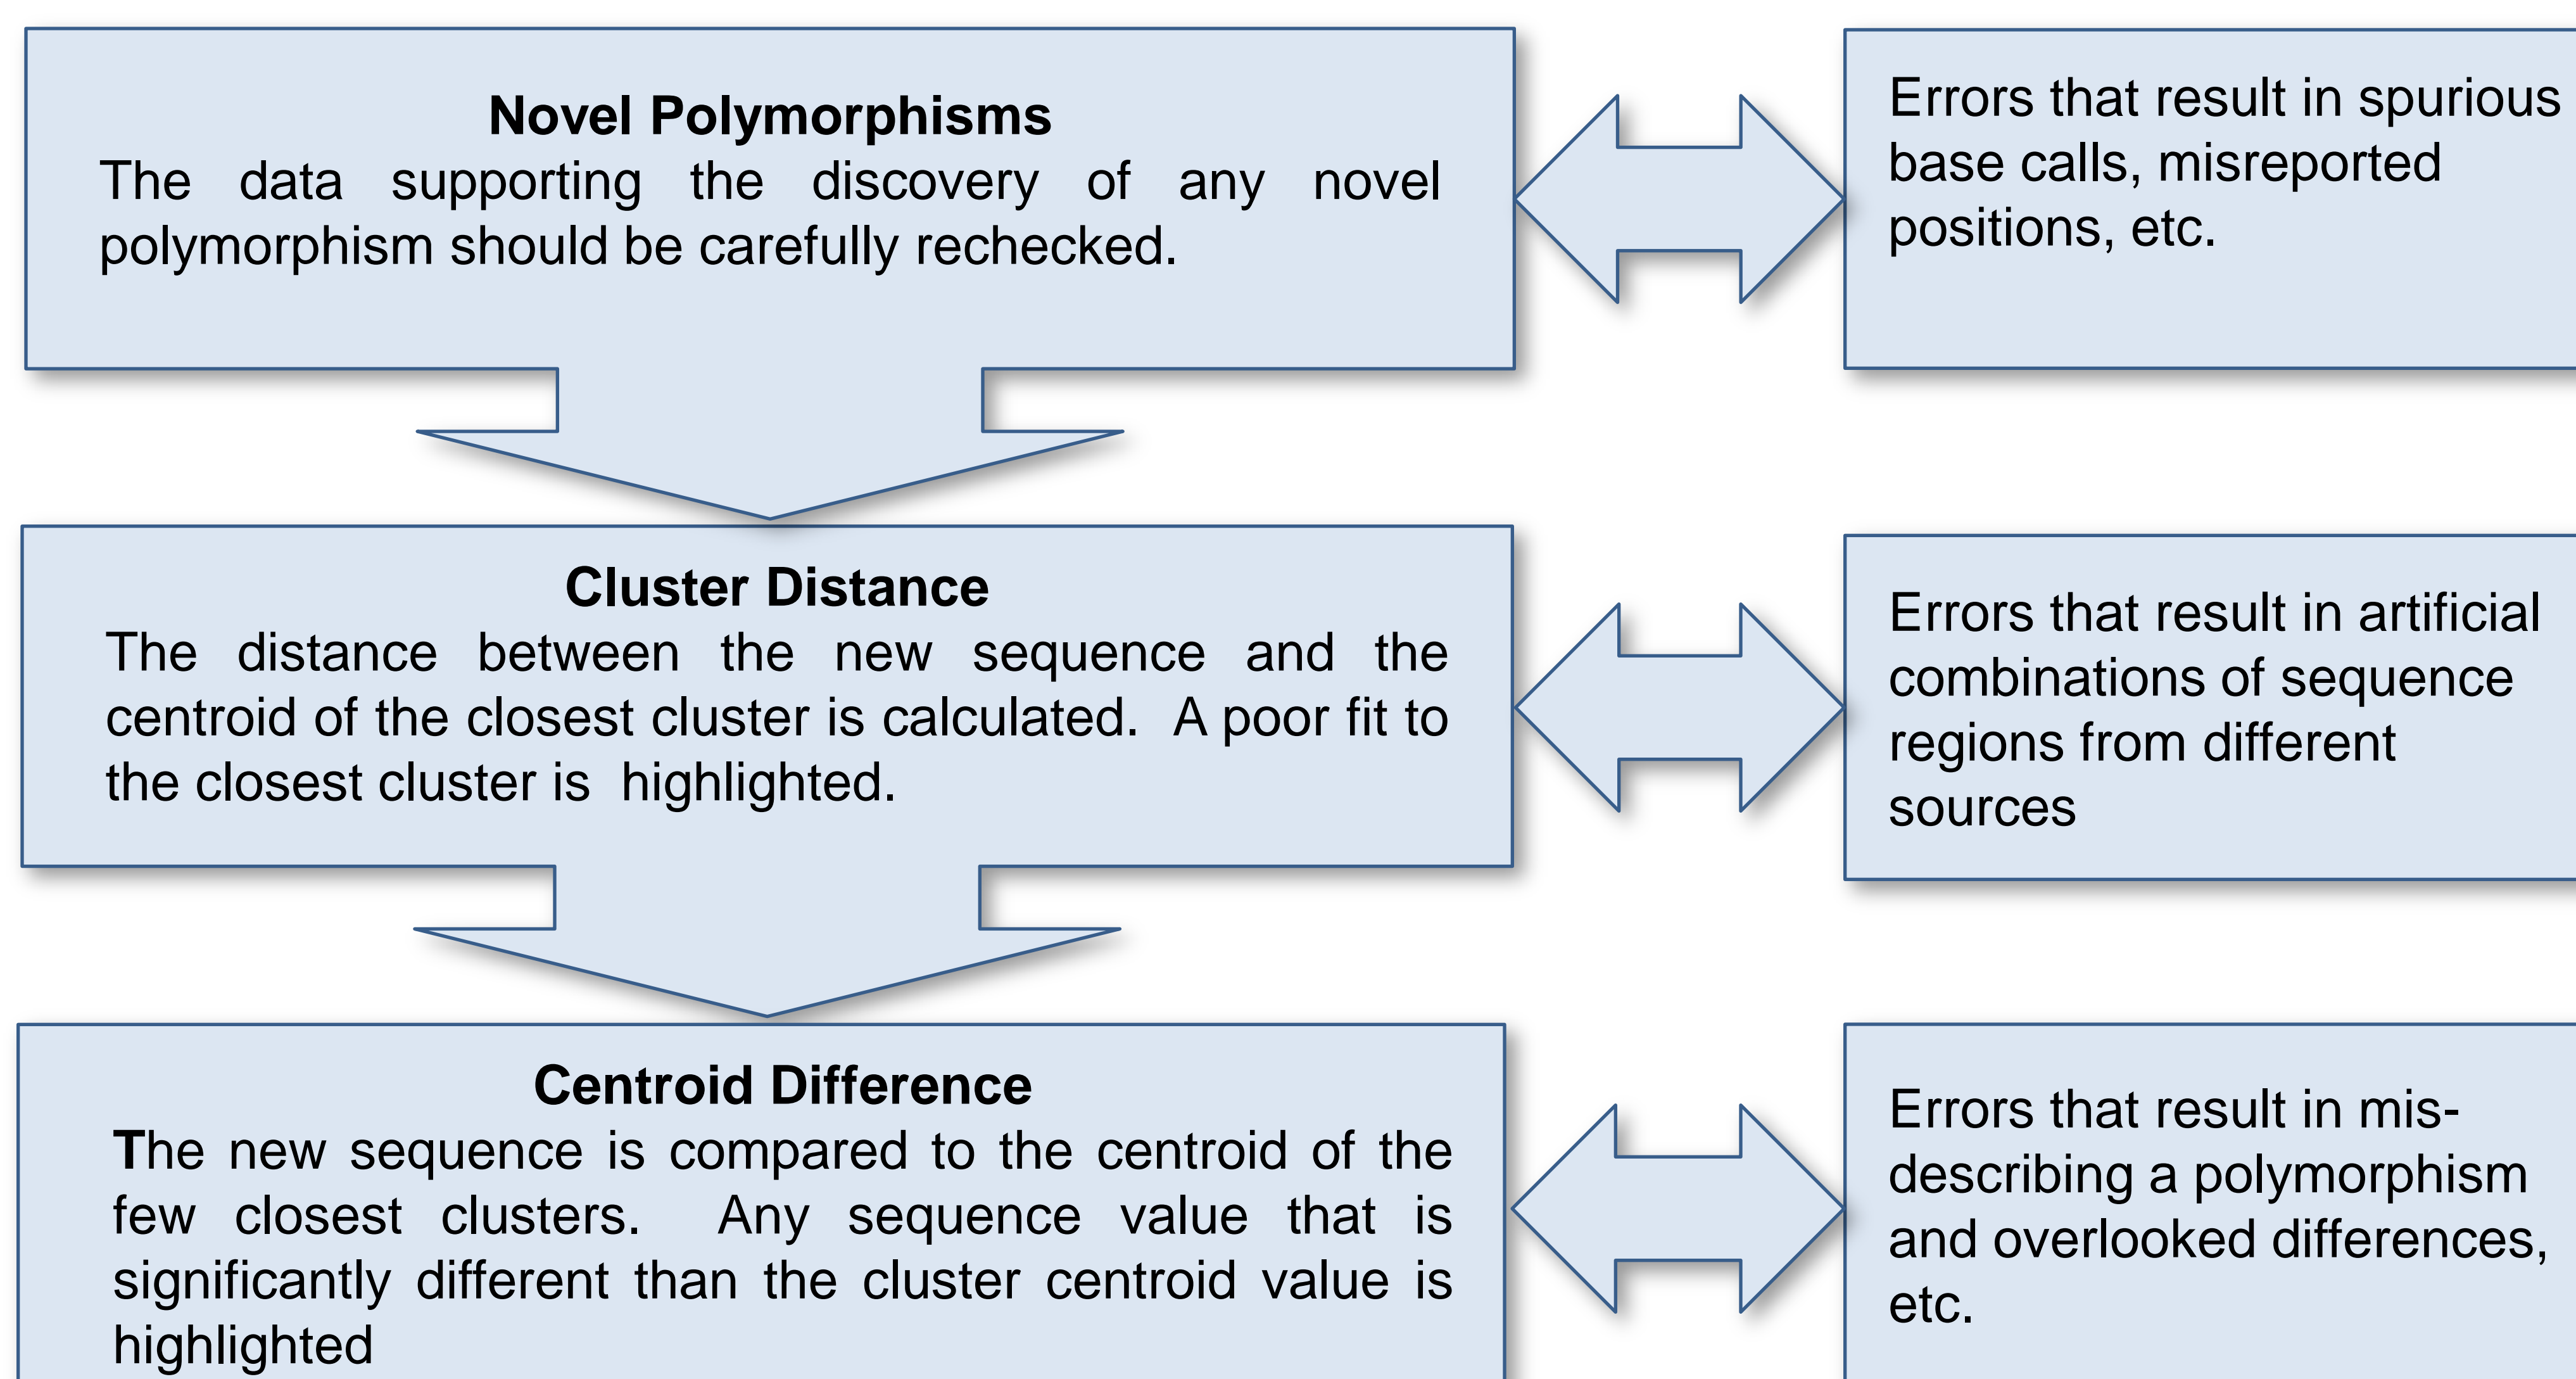 Novel Polymorphisms
The data supporting the discovery of any novel
polymorphism should be carefully rechecked.
Errors that result in spurious
base calls, misreported
positions, etc.
Cluster Distance
The distance between the new sequence and the
centroid of the closest cluster is calculated. A poor fit to
the closest cluster is highlighted.
Errors that result in artificial
combinations of sequence
regions from different
sources
Centroid Difference
The new sequence is compared to the centroid of the
few closest clusters. Any sequence value that is
significantly different than the cluster centroid value is
highlighted
Errors that result in mis-
describing a polymorphism
and overlooked differences,
etc.